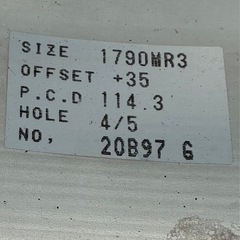 SIZE 1790MR3
OFFSET +35
P.C.D 114.3
HOLE 4/5
NO, 20B97 G